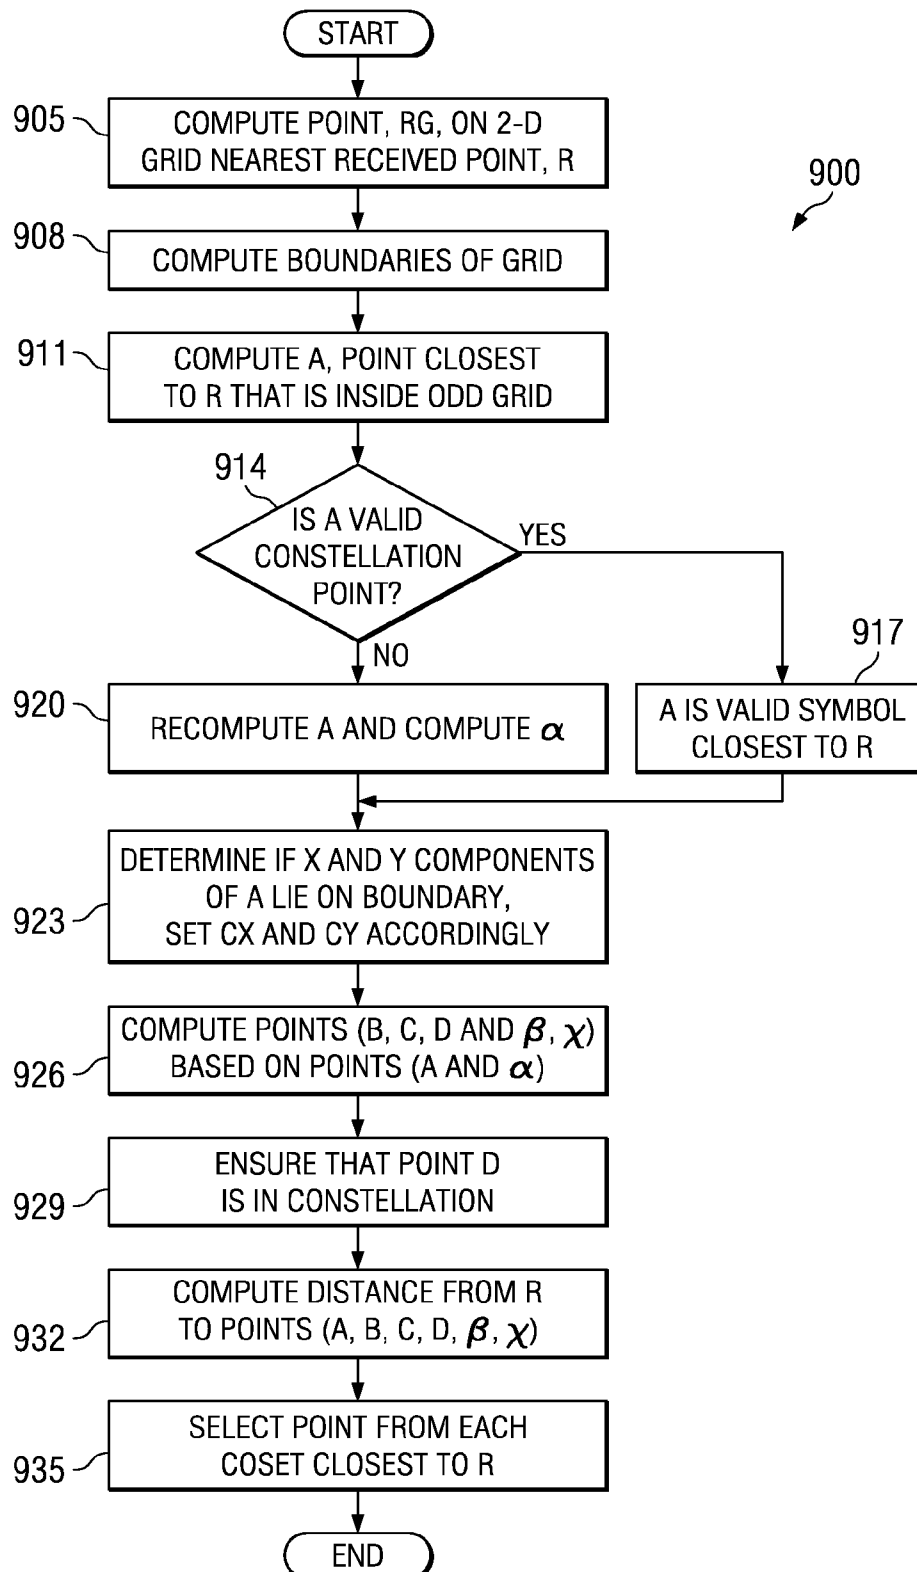 START
905
COMPUTE POINT, RG, ON 2-D
GRID NEAREST RECEIVED POINT, R
900
908
COMPUTE BOUNDARIES OF GRID
911
COMPUTE A, POINT CLOSEST
TO R THAT IS INSIDE ODD GRID
914
IS A VALID
CONSTELLATION
POINT?
YES
NO
917
A IS VALID SYMBOL
CLOSEST TO R
920
RECOMPUTE A AND COMPUTE α
923
DETERMINE IF X AND Y COMPONENTS
OF A LIE ON BOUNDARY,
SET CX AND CY ACCORDINGLY
926
COMPUTE POINTS (B, C, D AND β, χ)
BASED ON POINTS (A AND α)
929
ENSURE THAT POINT D
IS IN CONSTELLATION
932
COMPUTE DISTANCE FROM R
TO POINTS (A, B, C, D, β, χ)
935
SELECT POINT FROM EACH
COSET CLOSEST TO R
END